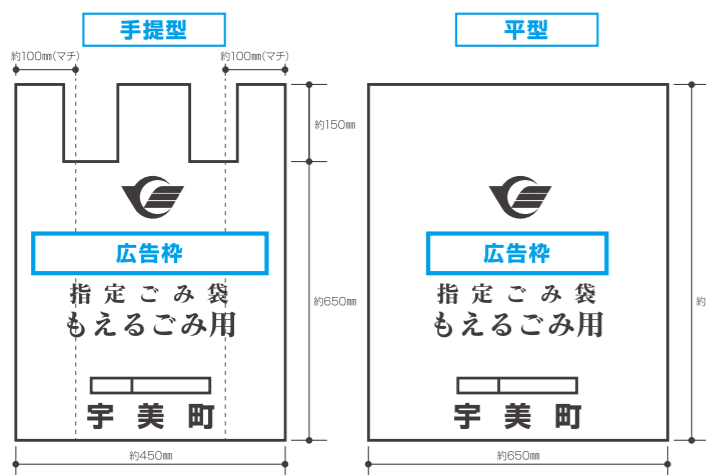 手提型
約100㎜(マチ)
約100㎜(マチ)
約150㎜
広告枠
指定ごみ袋
もえるごみ用
約650㎜
宇美町
約450㎜
平型
広告枠
指定ごみ袋
もえるごみ用
約
宇美町
約650㎜